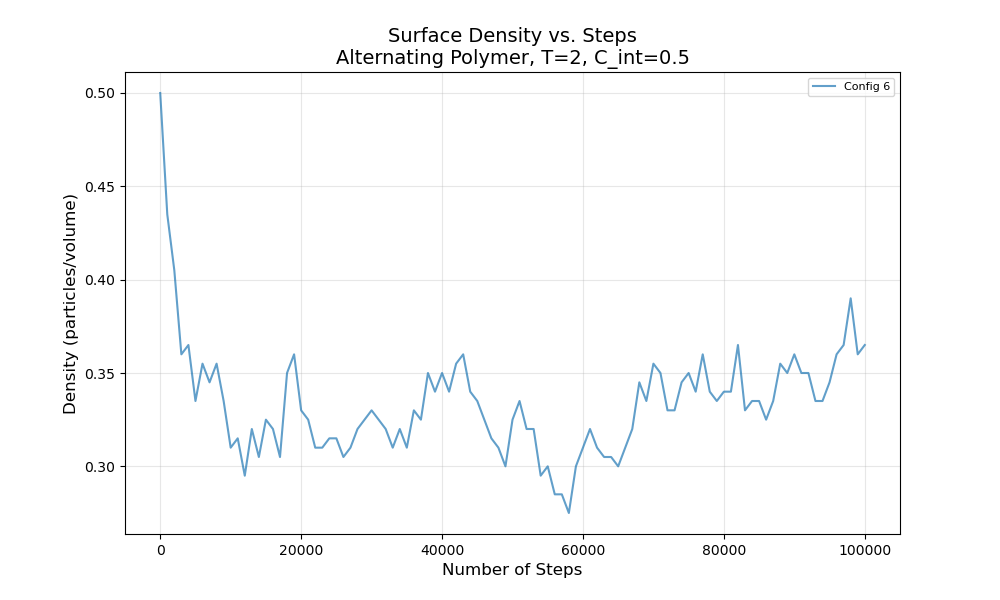 Surface Density vs. Steps
Alternating Polymer, T=2, C_int=0.5
Config 6
Density (particles/volume)
0.50
0.45
0.40
0.35
0.30
0 20000 40000 60000 80000 100000
Number of Steps